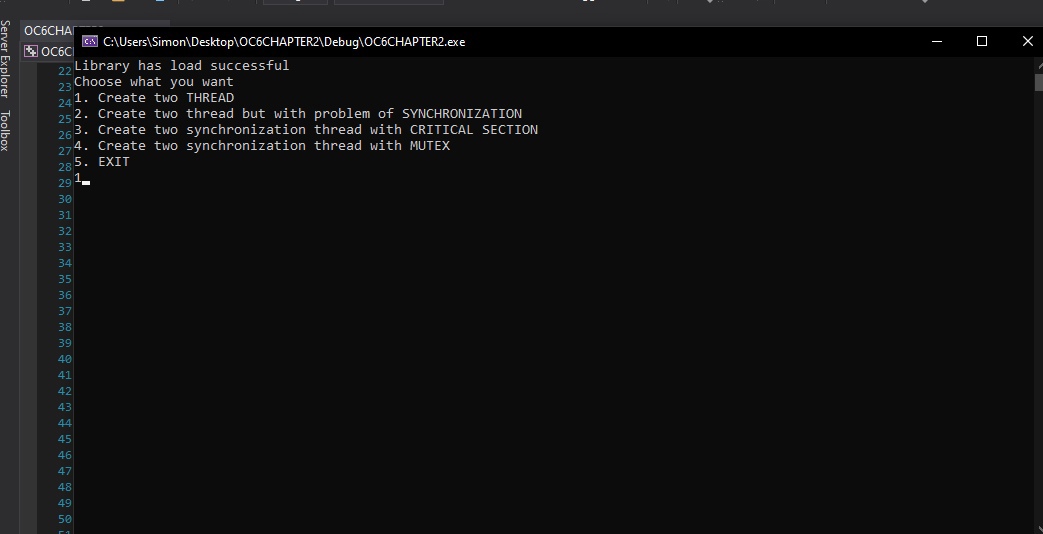 OC6CHAPTER2
Server Explorer
Toolbox
OC6C
C:\Users\Simon\Desktop\OC6CHAPTER2\Debug\OC6CHAPTER2.exe
22
Library has load successful
23
Choose what you want
24
1. Create two THREAD
25
2. Create two thread but with problem of SYNCHRONIZATION
26
3. Create two synchronization thread with CRITICAL SECTION
27
4. Create two synchronization thread with MUTEX
28
5. EXIT
29
1
30
31
32
33
34
35
36
37
38
39
40
41
42
43
44
45
46
47
48
49
50
51